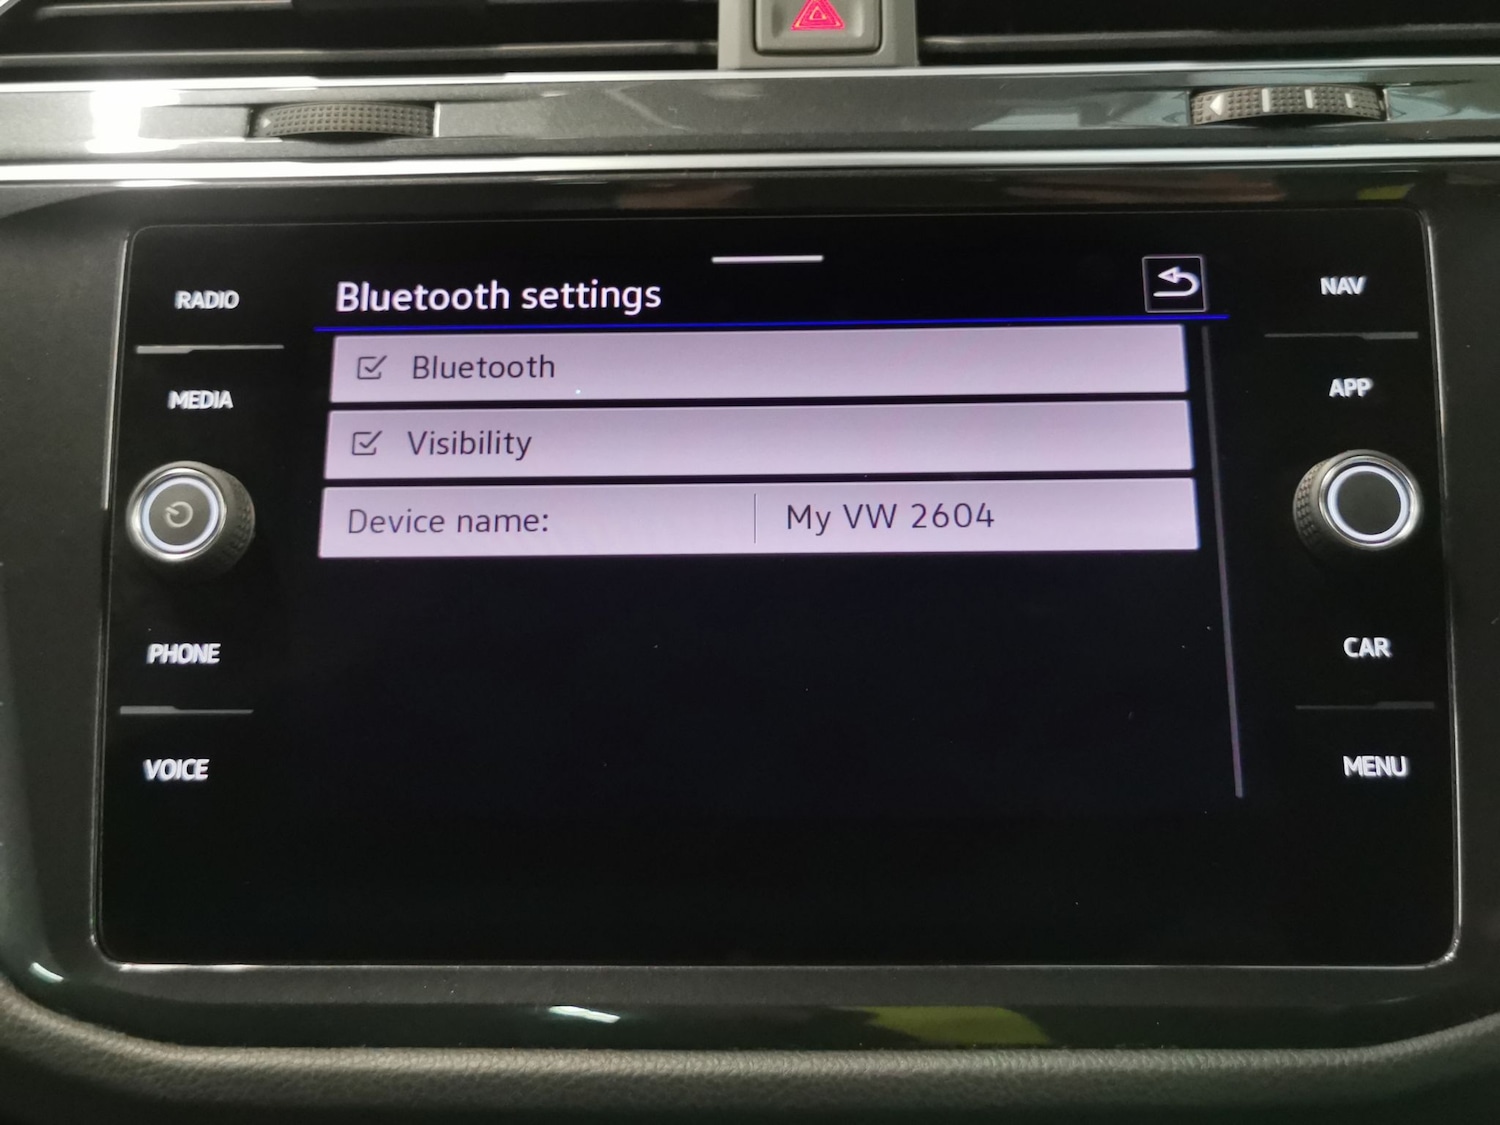 RADIO
MEDIA
PHONE
VOICE
Bluetooth settings
Bluetooth
Visibility
Device name: My VW 2604
NAV
APP
CAR
MENU